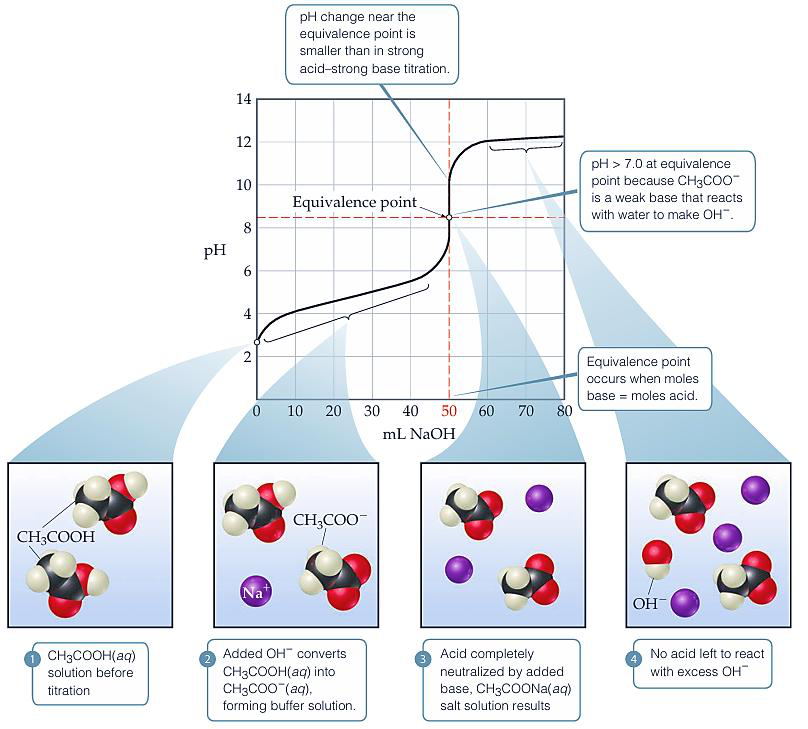 pH change near the
equivalence point is
smaller than in strong
acid–strong base titration.
14
12
10
8
6
4
2
pH
Equivalence point
pH > 7.0 at equivalence
point because CH₃COO⁻
is a weak base that reacts
with water to make OH⁻.
Equivalence point
occurs when moles
base = moles acid.
0 10 20 30 40 50 60 70 80
mL NaOH
CH₃COOH
CH₃COO⁻
Na⁺
OH⁻
1 CH₃COOH(aq)
solution before
titration
2 Added OH⁻ converts
CH₃COOH(aq) into
CH₃COO⁻(aq),
forming buffer solution.
3 Acid completely
neutralized by added
base, CH₃COONa(aq)
salt solution results
4 No acid left to react
with excess OH⁻